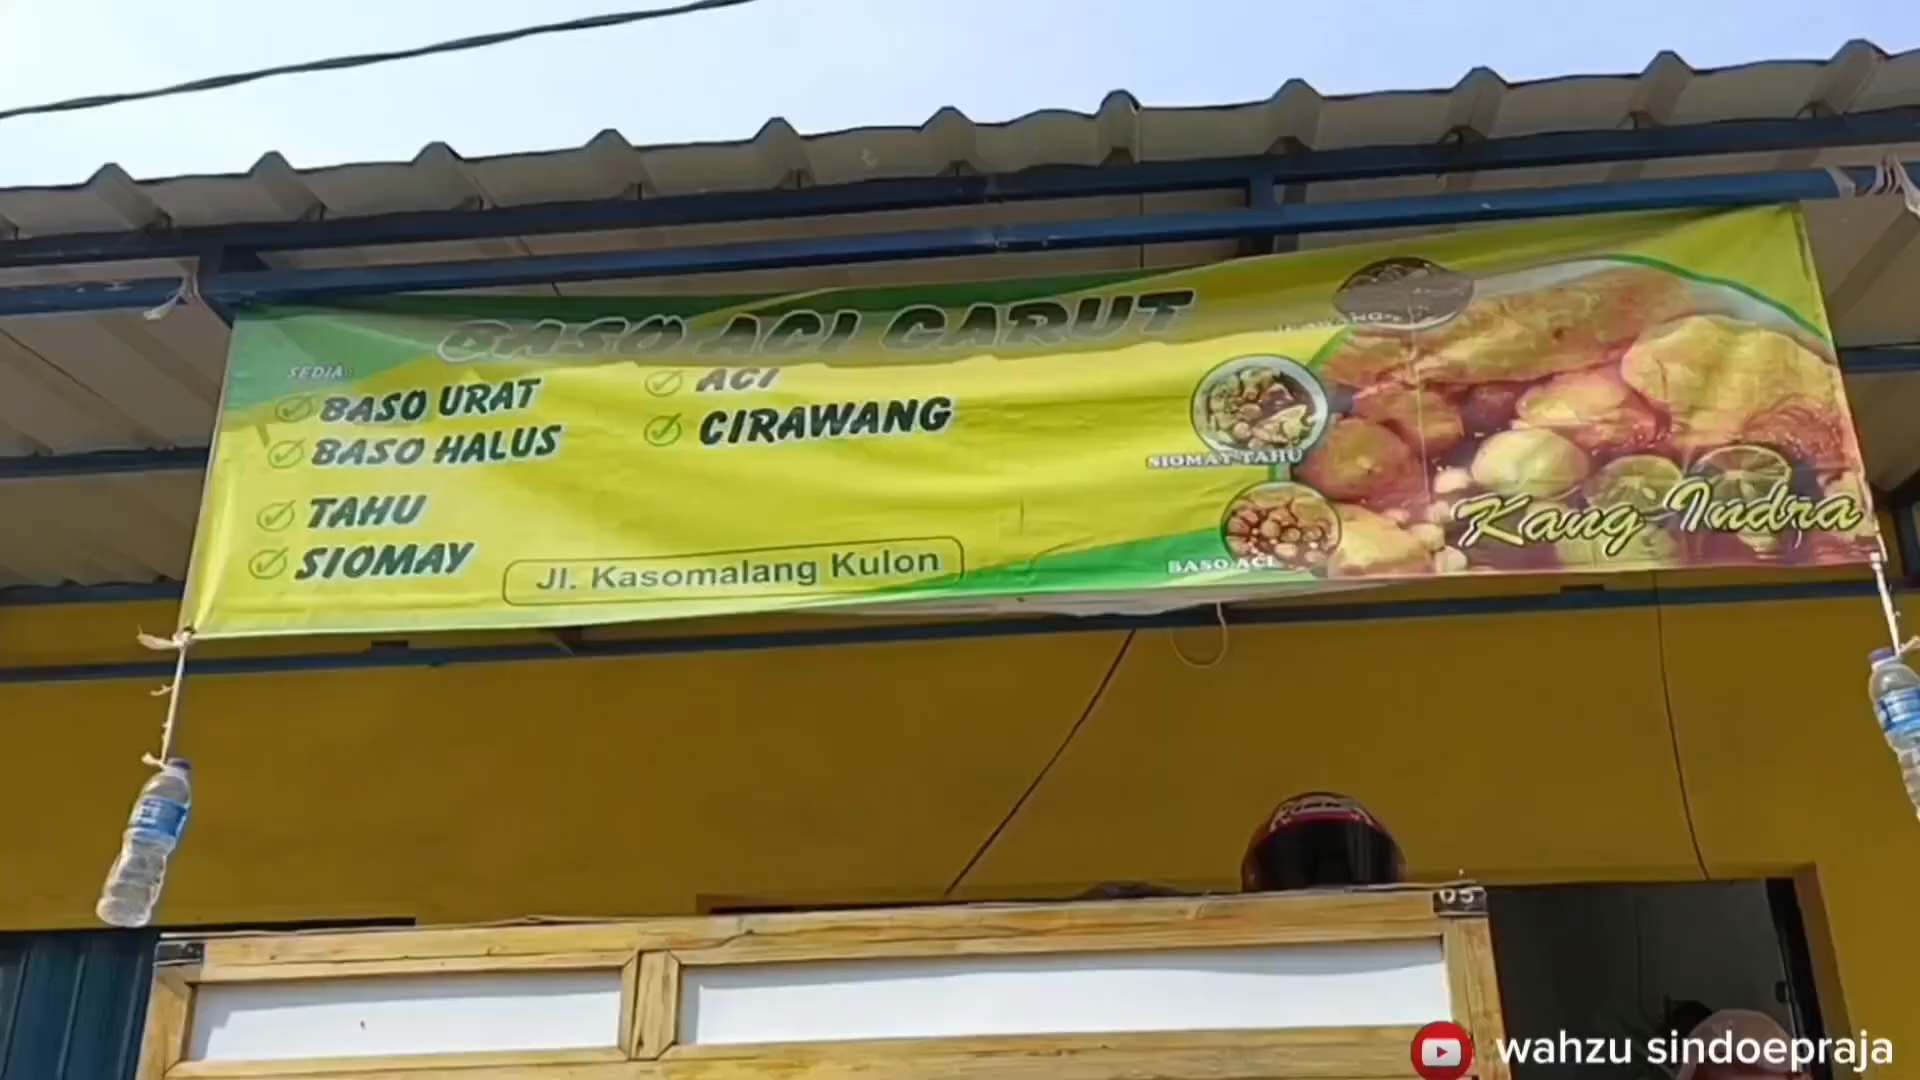 BASO ACI GARUT
SEDIA:
BASO URAT
BASO HALUS
TAHU
SIOMAY
ACI
CIRAWANG
Jl. Kasomalang Kulon
SIOMAY TAHU
BASO ACI
Kang Indra
05
wahzu sindoepraja